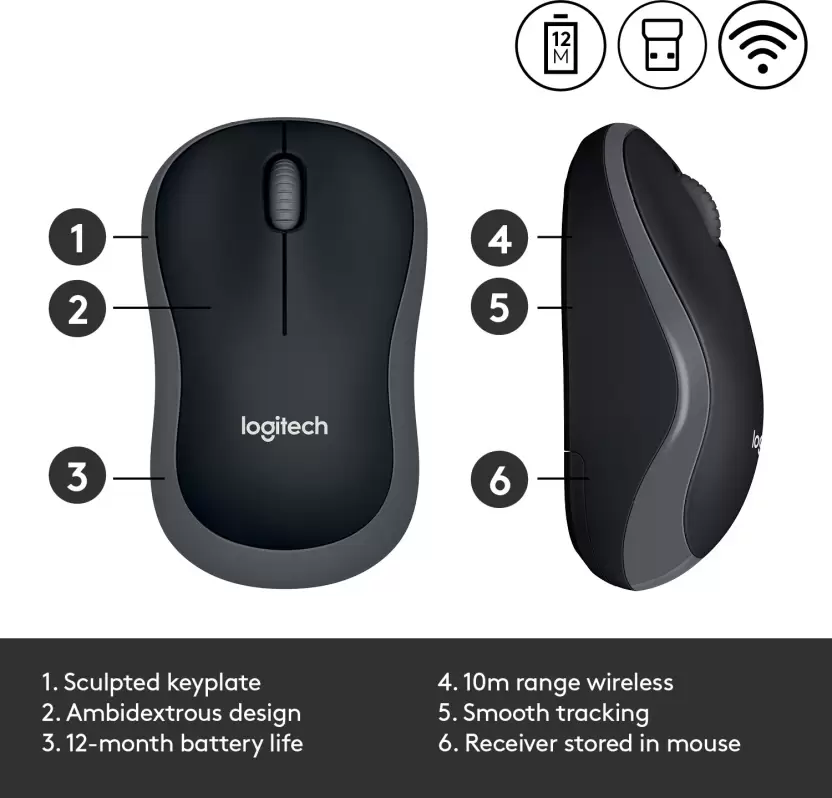 12
M
1
2
3
4
5
6
logitech
log
1. Sculpted keyplate
2. Ambidextrous design
3. 12-month battery life
4. 10m range wireless
5. Smooth tracking
6. Receiver stored in mouse